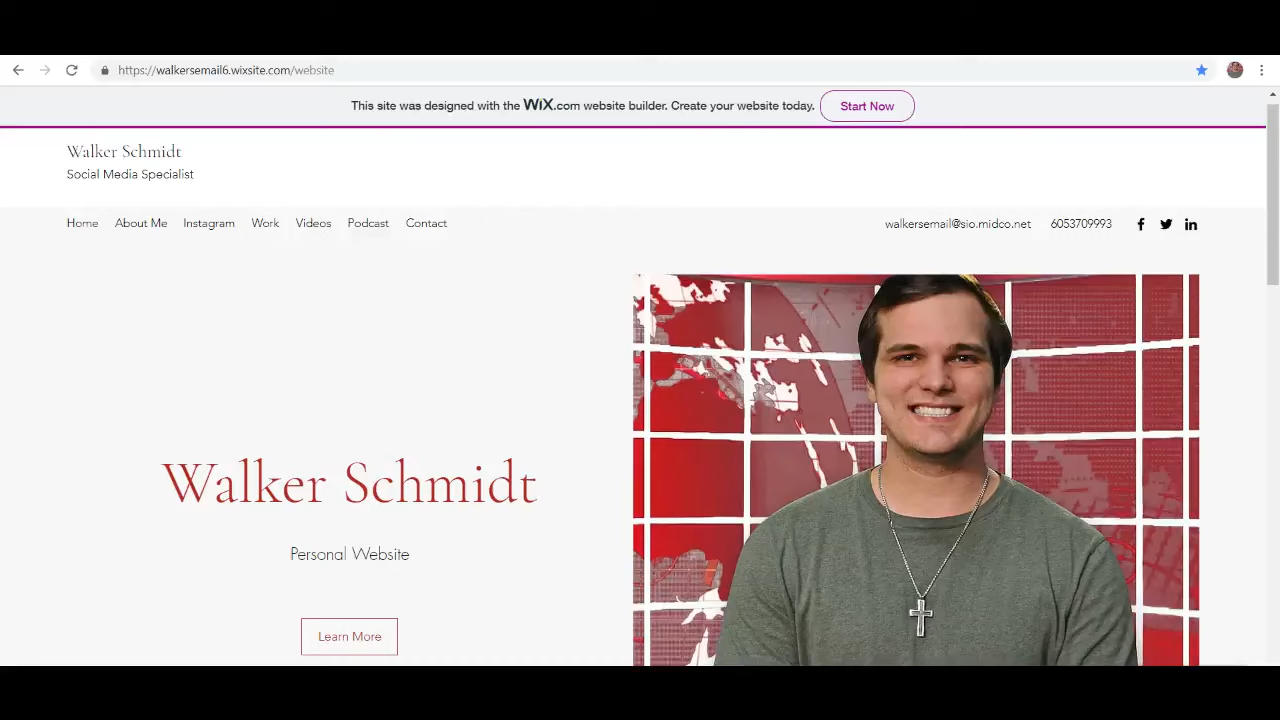 https://walkersemail6.wixsite.com/website
This site was designed with the WiX.com website builder. Create your website today. Start Now
Walker Schmidt
Social Media Specialist
Home About Me Instagram Work Videos Podcast Contact walkersemail@sio.midco.net 6053709993
Walker Schmidt
Personal Website
Learn More